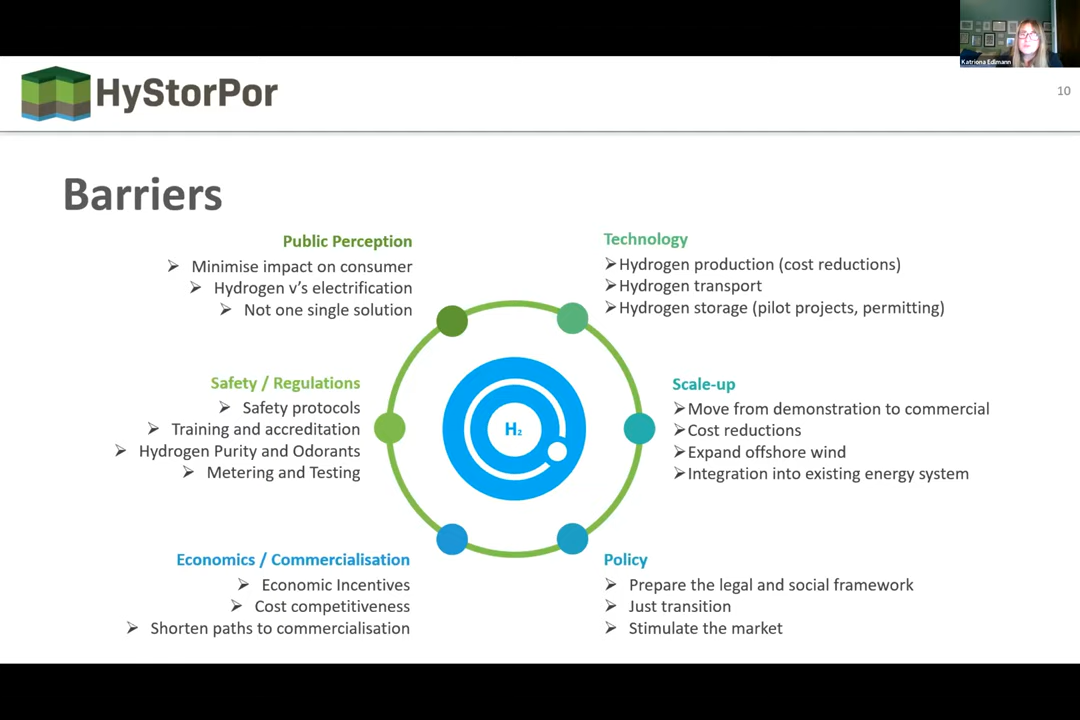 Katriona Edlmann
HyStorPor
10
Barriers
Public Perception
➢ Minimise impact on consumer
➢ Hydrogen v's electrification
➢ Not one single solution
Technology
➢Hydrogen production (cost reductions)
➢Hydrogen transport
➢Hydrogen storage (pilot projects, permitting)
Safety / Regulations
➢ Safety protocols
➢ Training and accreditation
➢ Hydrogen Purity and Odorants
➢ Metering and Testing
H₂
Scale-up
➢Move from demonstration to commercial
➢Cost reductions
➢Expand offshore wind
➢Integration into existing energy system
Economics / Commercialisation
➢ Economic Incentives
➢ Cost competitiveness
➢ Shorten paths to commercialisation
Policy
➢ Prepare the legal and social framework
➢ Just transition
➢ Stimulate the market